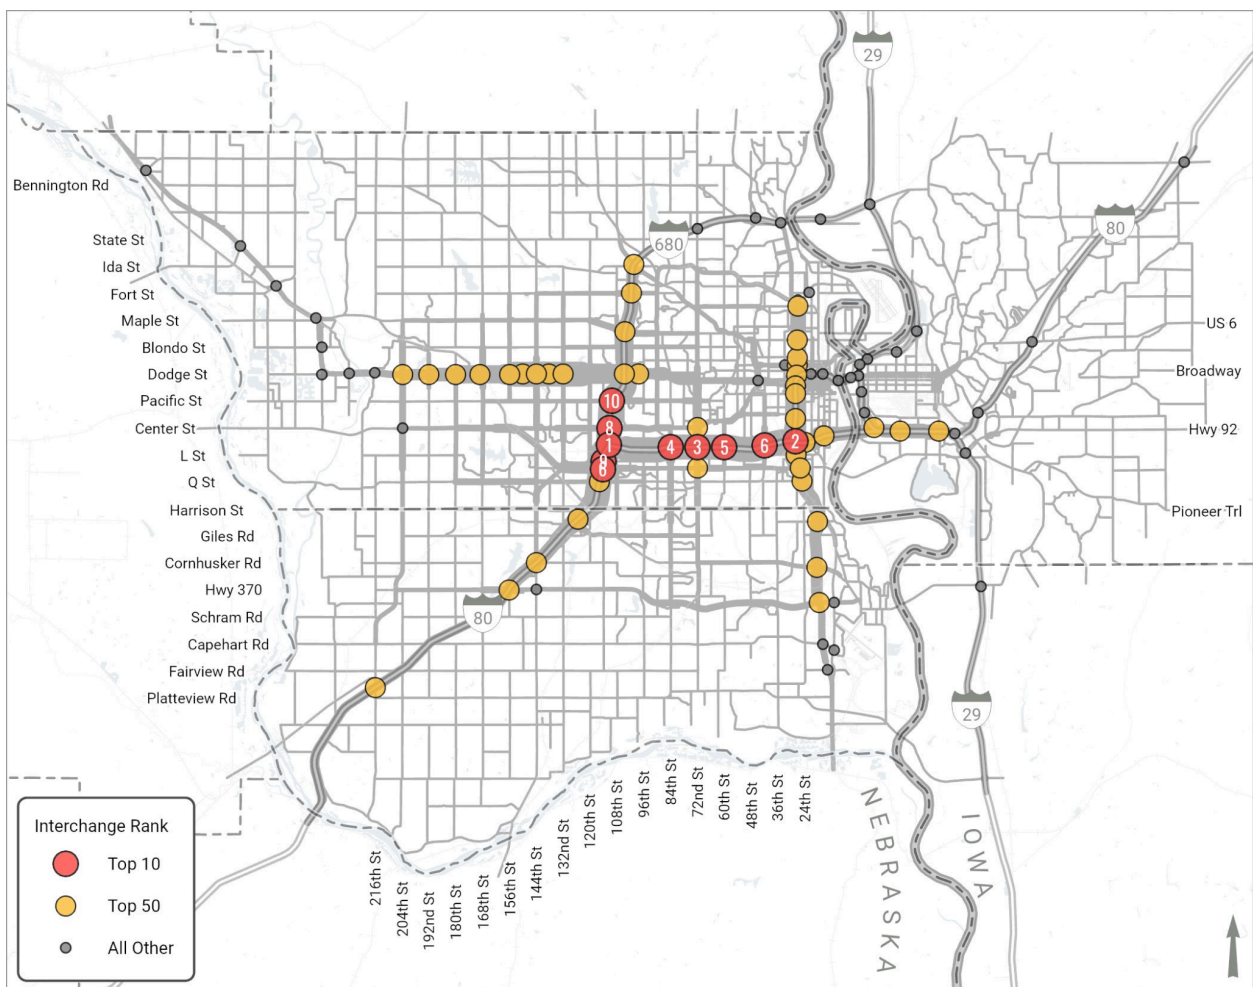 29
Bennington Rd
80
State St
680
Ida St
Fort St
Maple St
US 6
Blondo St
Dodge St
Broadway
Pacific St
10
Center St
8
Hwy 92
1
4
3
5
6
2
L St
8
Q St
Harrison St
Pioneer Trl
Giles Rd
Cornhusker Rd
Hwy 370
80
Schram Rd
Capehart Rd
Fairview Rd
Platteview Rd
29
216th St
204th St
192nd St
180th St
168th St
156th St
144th St
132nd St
120th St
108th St
96th St
84th St
72nd St
60th St
48th St
36th St
24th St
NEBRASKA
IOWA
Interchange Rank
Top 10
Top 50
All Other